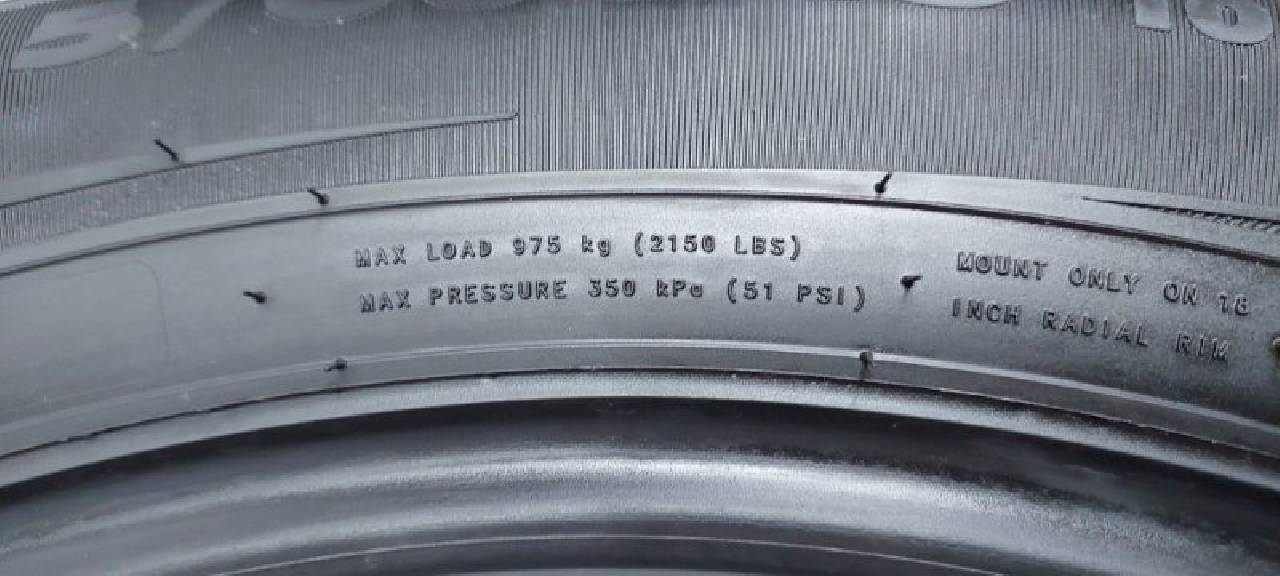 MAX LOAD 975 kg (2150 LBS)
MAX PRESSURE 350 kPa (51 PSI)
MOUNT ONLY ON 18
INCH RADIAL RIM